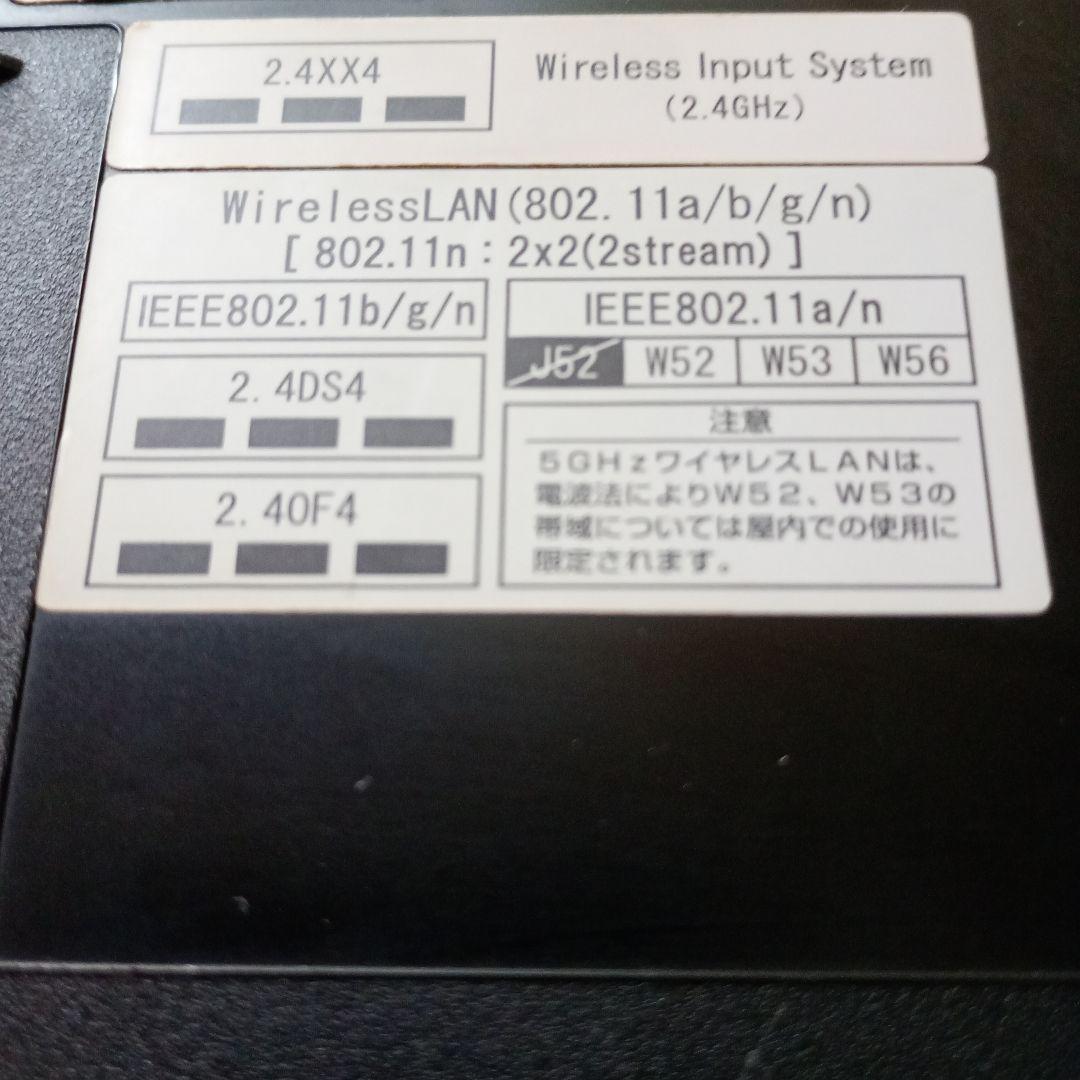 2.4XX4
Wireless Input System
(2.4GHz)
WirelessLAN(802.11a/b/g/n)
[ 802.11n : 2x2(2stream) ]
IEEE802.11b/g/n
2.4DS4
2.4OF4
IEEE802.11a/n
J52 W52 W53 W56
注意
5GHzワイヤレスLANは、
電波法によりW52、W53の
帯域については屋内での使用に
限定されます。